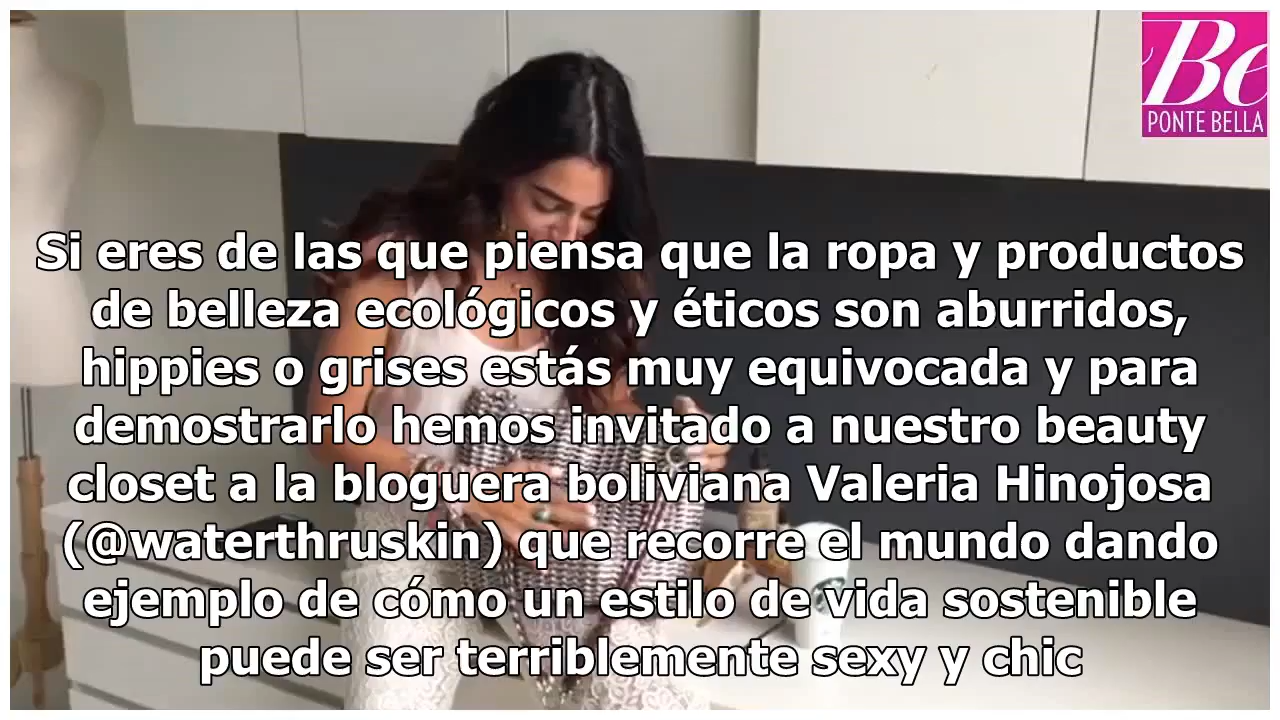 Be
PONTE BELLA
Si eres de las que piensa que la ropa y productos
de belleza ecológicos y éticos son aburridos,
hippies o grises estás muy equivocada y para
demostrarlo hemos invitado a nuestro beauty
closet a la bloguera boliviana Valeria Hinojosa
(@waterthruskin) que recorre el mundo dando
ejemplo de cómo un estilo de vida sostenible
puede ser terriblemente sexy y chic